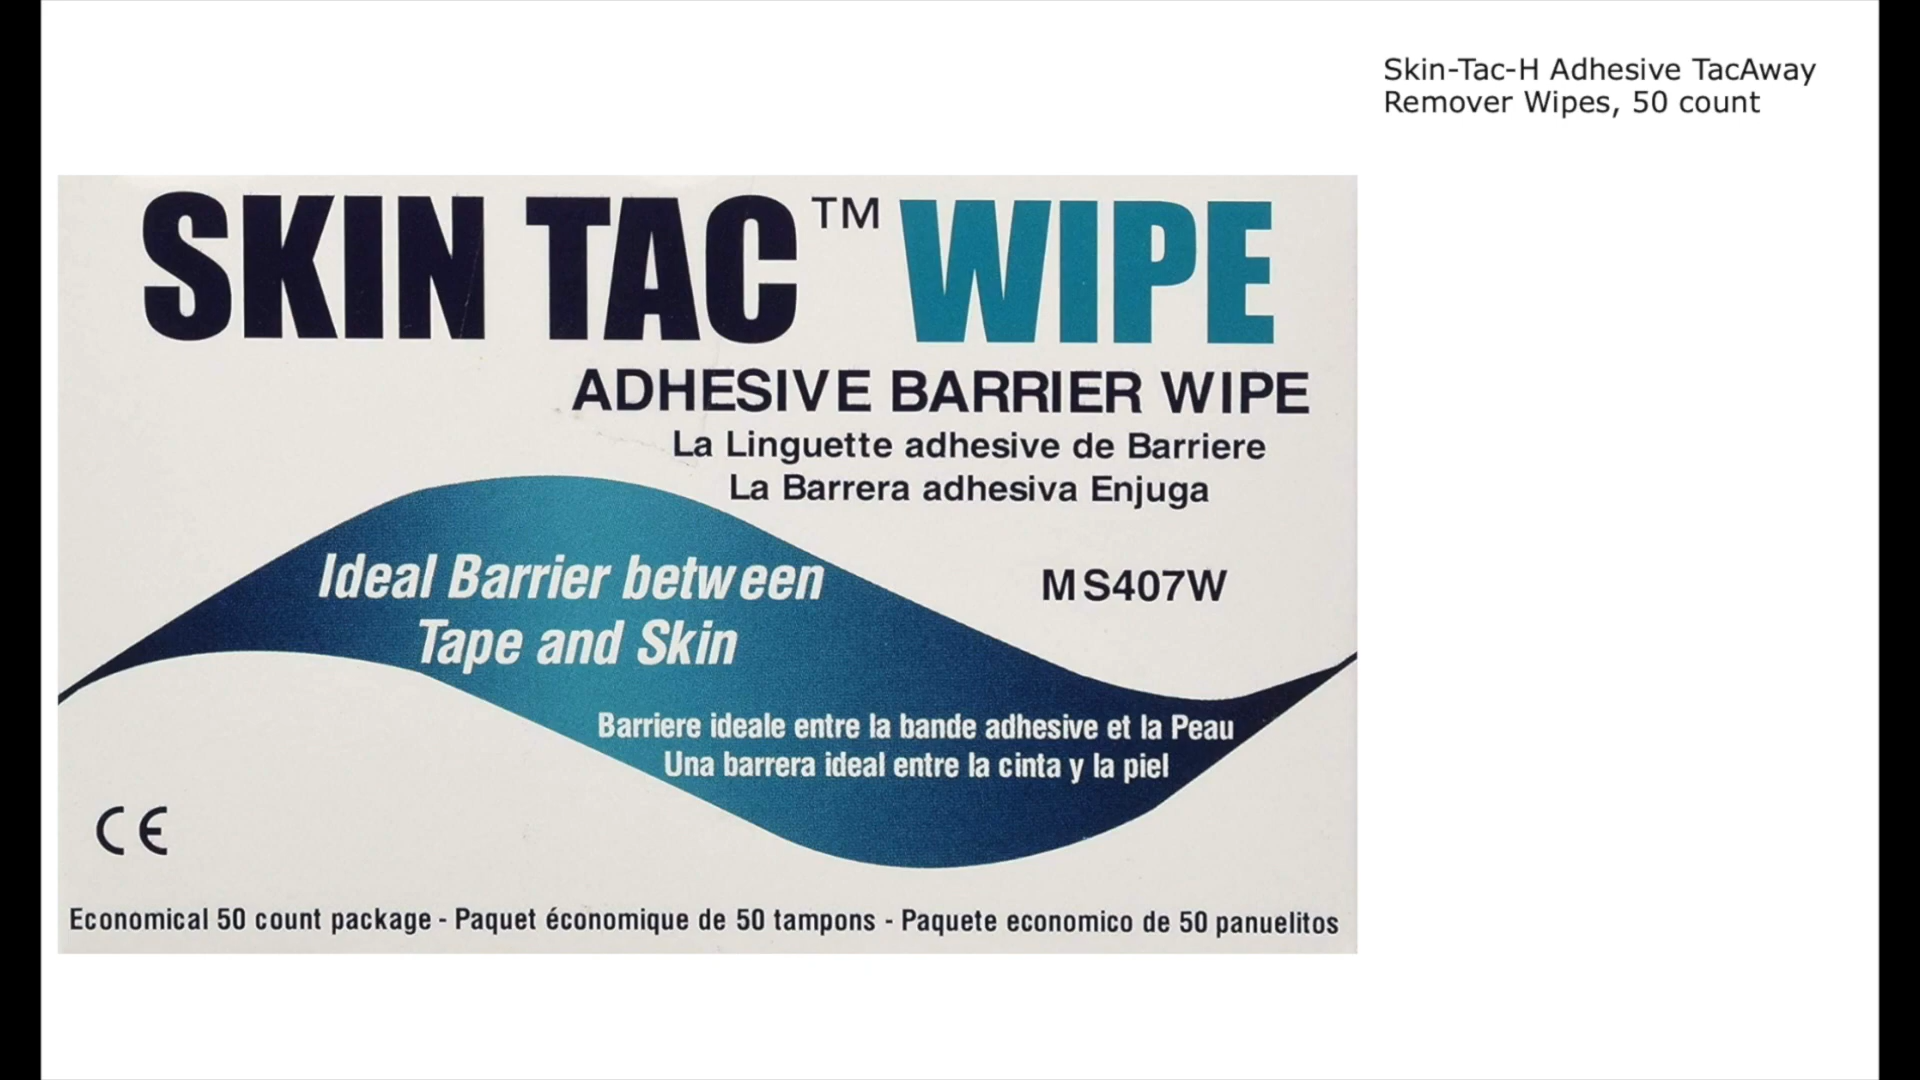 Skin-Tac-H Adhesive TacAway
Remover Wipes, 50 count
SKIN TAC™ WIPE
ADHESIVE BARRIER WIPE
La Linguette adhesive de Barriere
La Barrera adhesiva Enjuga
Ideal Barrier between
Tape and Skin
MS407W
Barriere ideale entre la bande adhesive et la Peau
Una barrera ideal entre la cinta y la piel
CE
Economical 50 count package - Paquet économique de 50 tampons - Paquete economico de 50 panuelitos